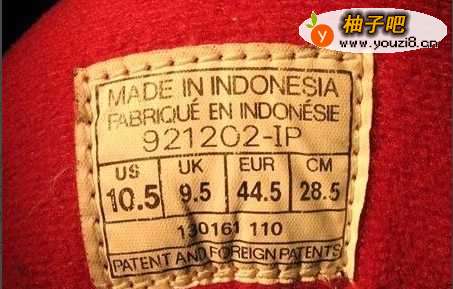 柚子吧
www.youzi8.cn
MADE IN INDONESIA
FABRIQUÉ EN INDONÉSIE
921202-IP
US UK EUR CM
10.5 9.5 44.5 28.5
130161 110
PATENT AND FOREIGN PATENTS